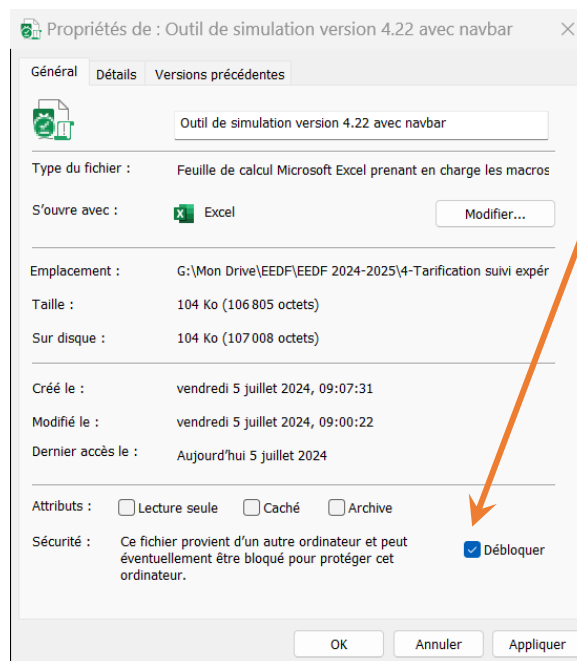 Propriétés de : Outil de simulation version 4.22 avec navbar
Général Détails Versions précédentes
Outil de simulation version 4.22 avec navbar
Type du fichier : Feuille de calcul Microsoft Excel prenant en charge les macros
S'ouvre avec : Excel Modifier...
Emplacement : G:\Mon Drive\EEDF\EEDF 2024-2025\4-Tarification suivi expér
Taille : 104 Ko (106 805 octets)
Sur disque : 104 Ko (107 008 octets)
Créé le : vendredi 5 juillet 2024, 09:07:31
Modifié le : vendredi 5 juillet 2024, 09:00:22
Dernier accès le : Aujourd'hui 5 juillet 2024
Attributs : Lecture seule Caché Archive
Sécurité : Ce fichier provient d'un autre ordinateur et peut
éventuellement être bloqué pour protéger cet
ordinateur.
Débloquer
OK Annuler Appliquer